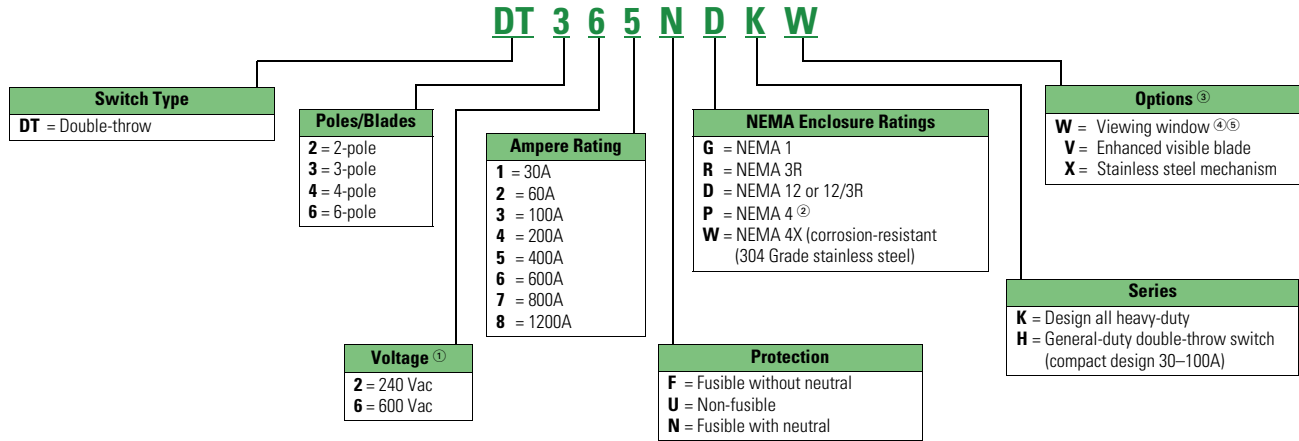 DT 3 6 5 N D K W
Switch Type
DT = Double-throw
Poles/Blades
2 = 2-pole
3 = 3-pole
4 = 4-pole
6 = 6-pole
Voltage ①
2 = 240 Vac
6 = 600 Vac
Ampere Rating
1 = 30A
2 = 60A
3 = 100A
4 = 200A
5 = 400A
6 = 600A
7 = 800A
8 = 1200A
Protection
F = Fusible without neutral
U = Non-fusible
N = Fusible with neutral
NEMA Enclosure Ratings
G = NEMA 1
R = NEMA 3R
D = NEMA 12 or 12/3R
P = NEMA 4 ②
W = NEMA 4X (corrosion-resistant
(304 Grade stainless steel)
Series
K = Design all heavy-duty
H = General-duty double-throw switch
(compact design 30–100A)
Options ③
W = Viewing window ④⑤
V = Enhanced visible blade
X = Stainless steel mechanism